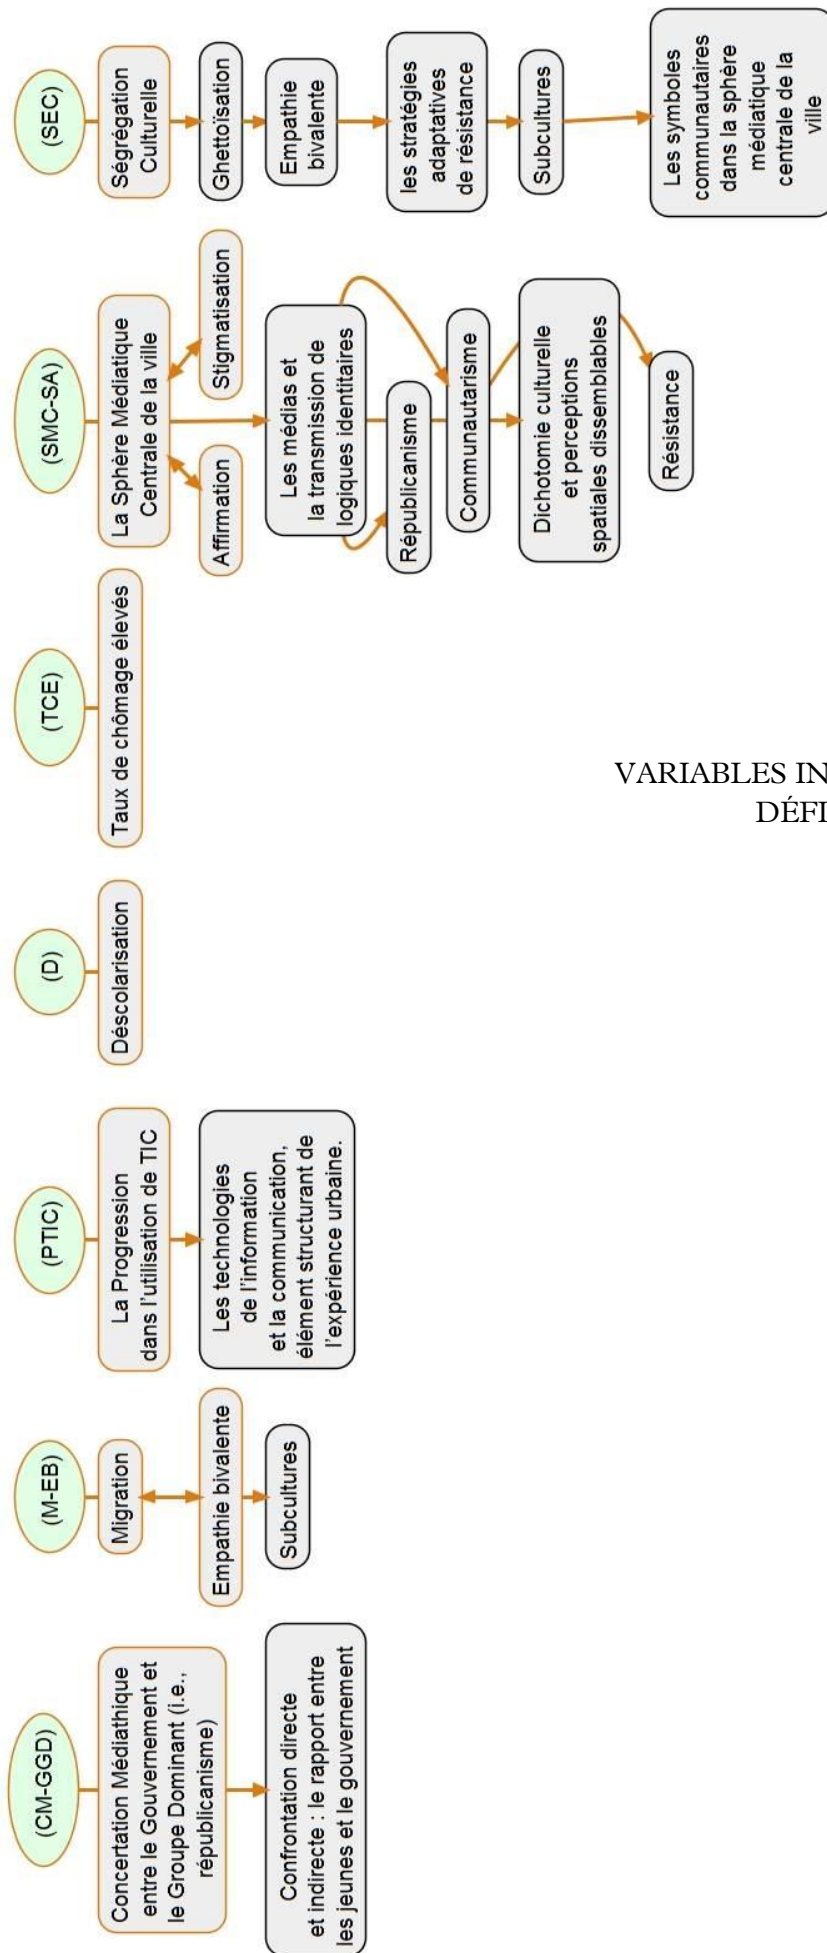 (CM-GGD)
Concertation Médiathique
entre le Gouvernement et
le Groupe Dominant (i.e.,
républicanisme)
Confrontation directe
et indirecte : le rapport entre
les jeunes et le gouvernement
(M-EB)
Migration
Empathie bivalente
Subcultures
(PTIC)
La Progression
dans l'utilisation de TIC
Les technologies
de l'information
et la communication,
élément structurant de
l'expérience urbaine.
(D)
Déscolarisation
(TCE)
Taux de chômage élevés
(SMC-SA)
La Sphère Médiatique
Centrale de la ville
Affirmation
Stigmatisation
Les médias et
la transmission de
logiques identitaires
Républicanisme
Communautarisme
Dichotomie culturelle
et perceptions
spatiales dissemblables
Résistance
(SEC)
Ségrégation
Culturelle
Ghettoïsation
Empathie
bivalente
les stratégies
adaptatives
de résistance
Subcultures
Les symboles
communautaires
dans la sphère
médiatique
centrale de la
ville
VARIABLES IN
DÉFI